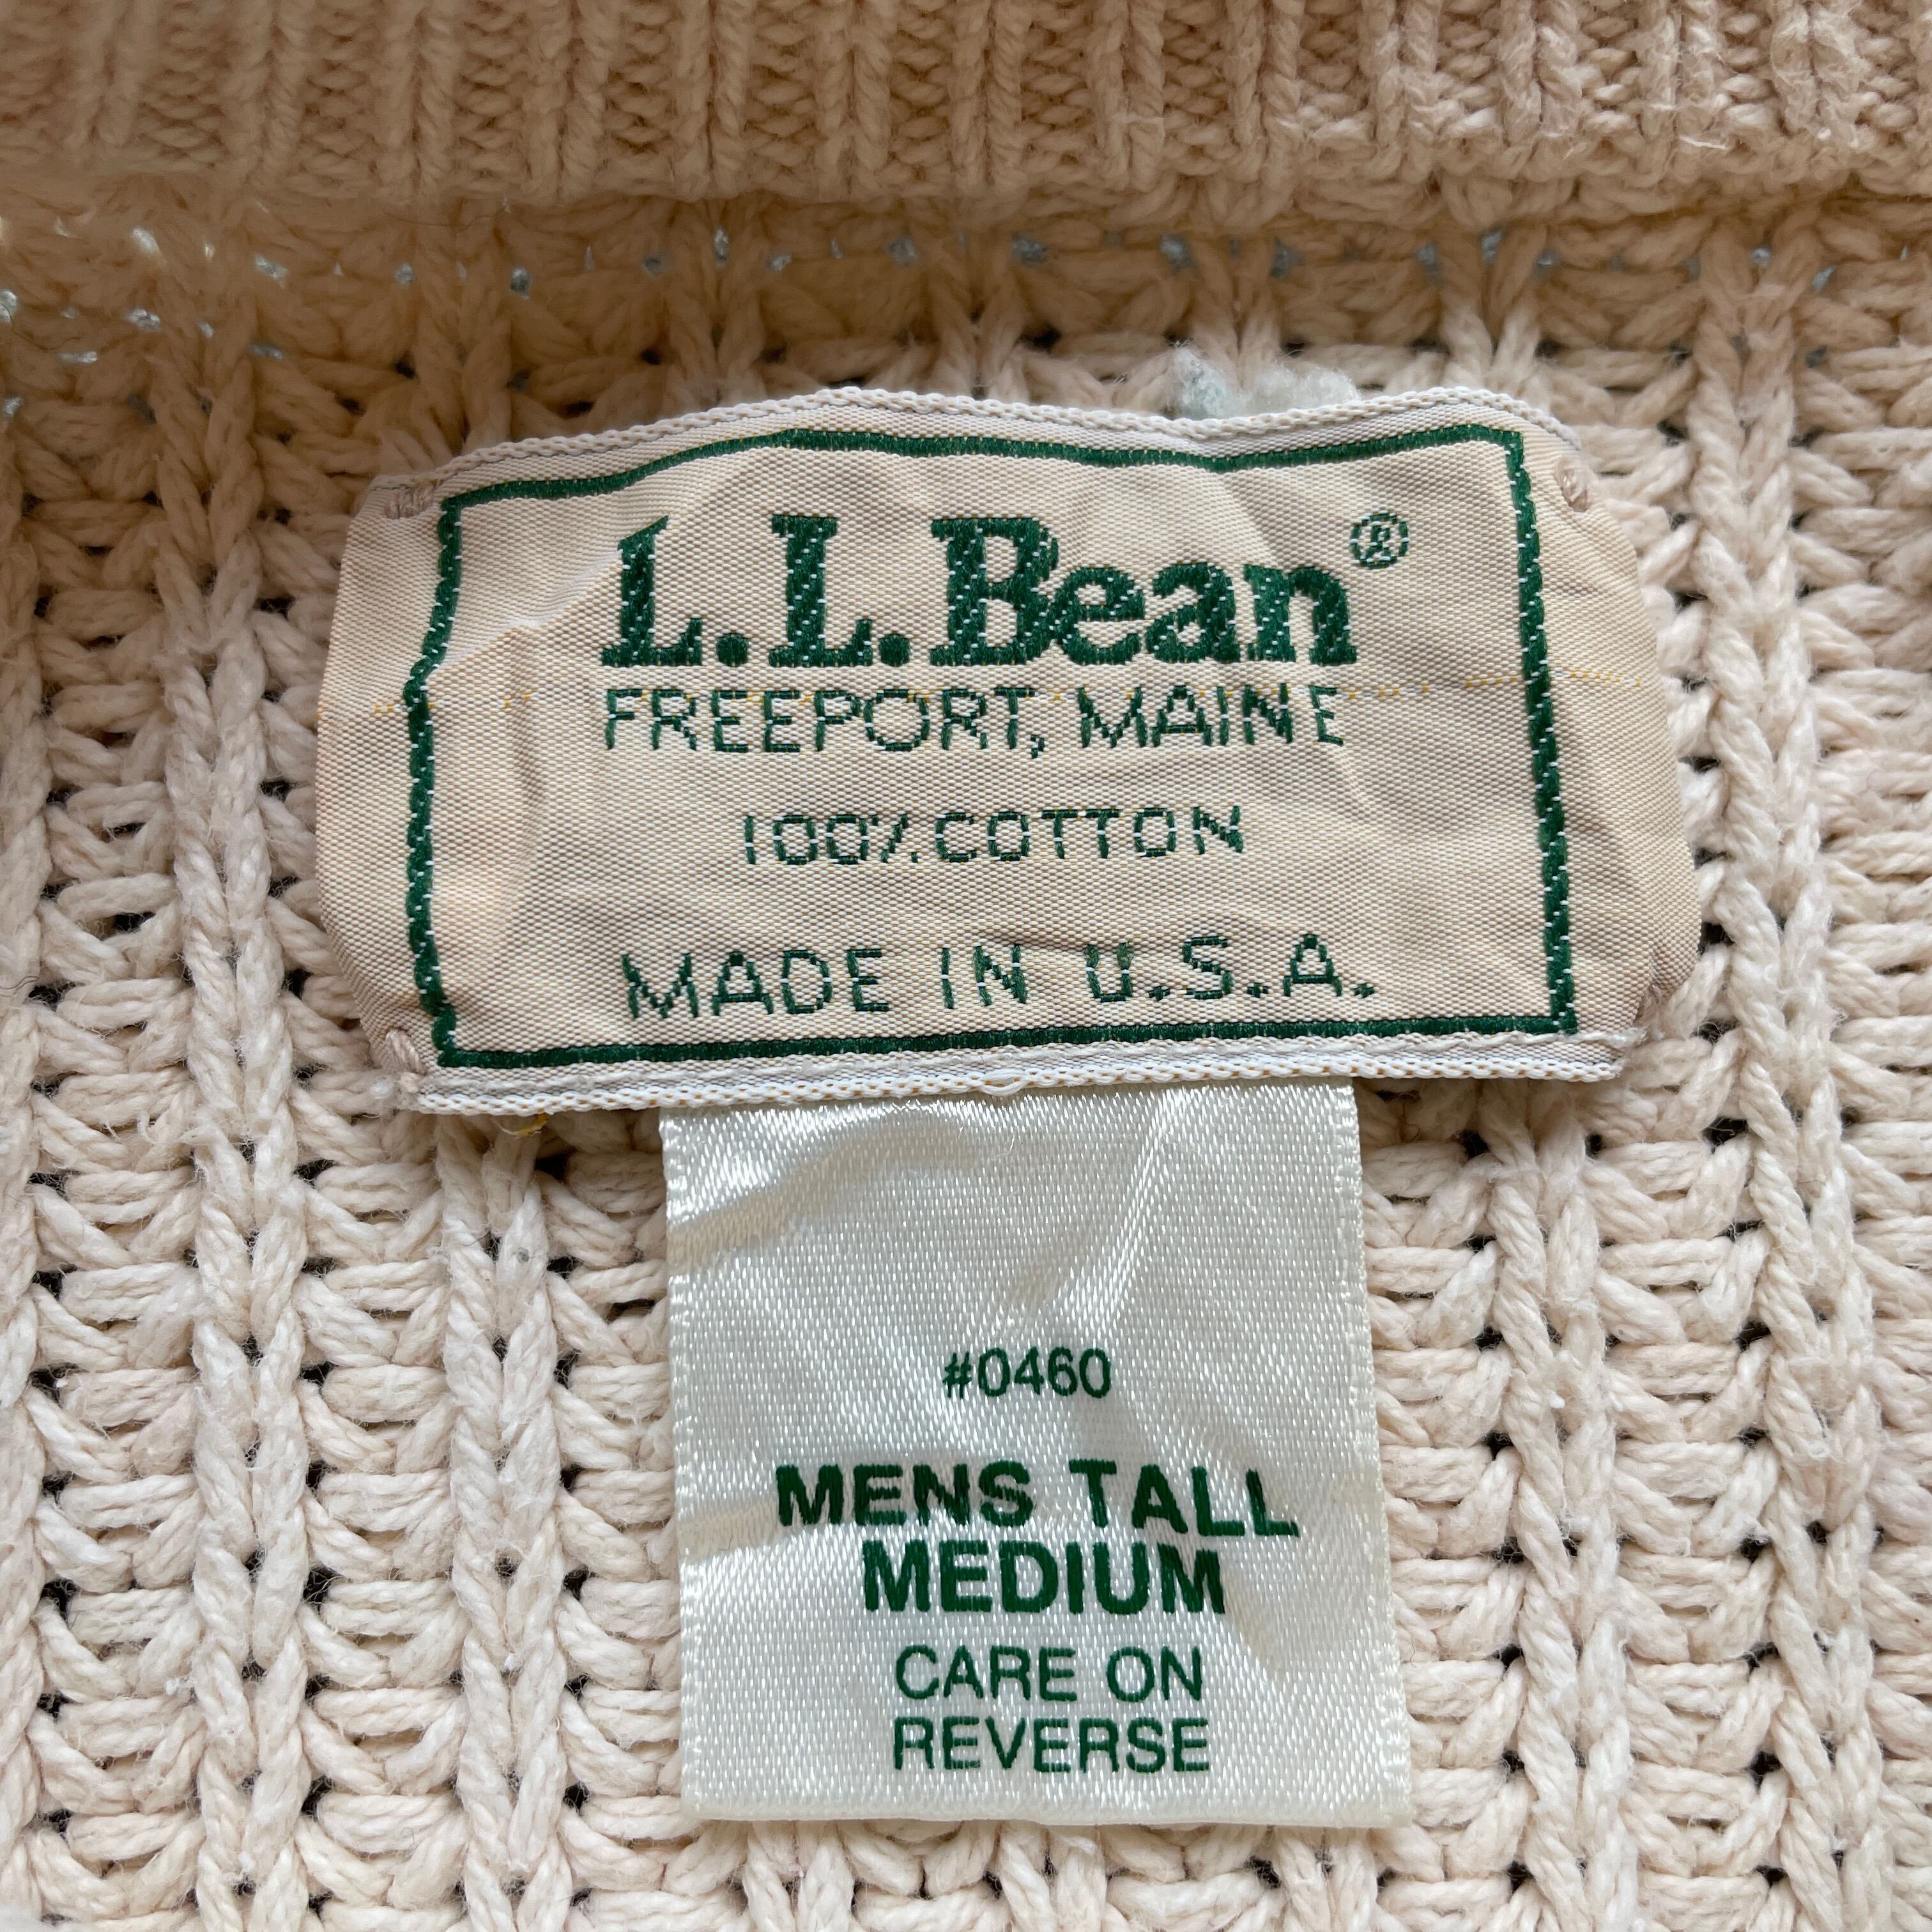 L.L.Bean®
FREEPORT, MAINE
100% COTTON
MADE IN U.S.A.
#0460
MENS TALL
MEDIUM
CARE ON
REVERSE